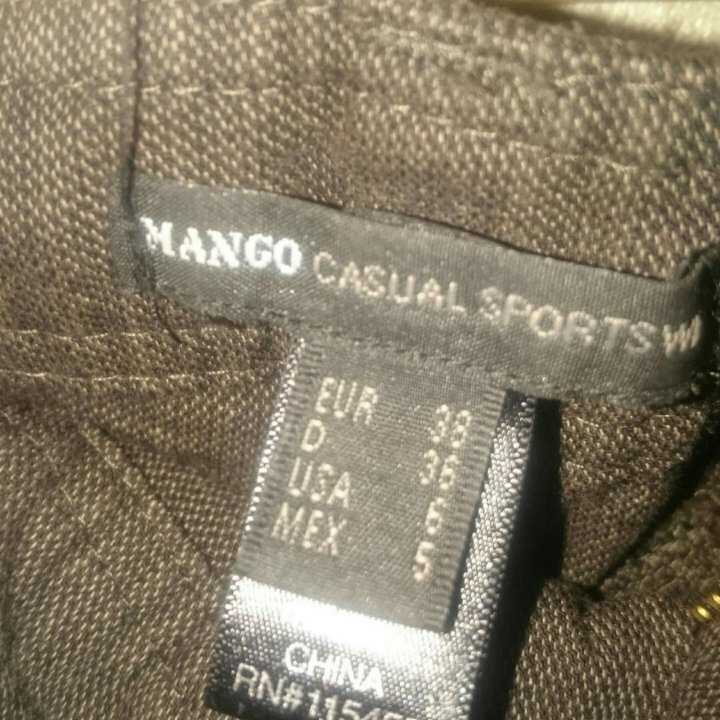 MANGO CASUAL SPORTS
EUR 38
D 36
USA 6
MEX 5
CHINA